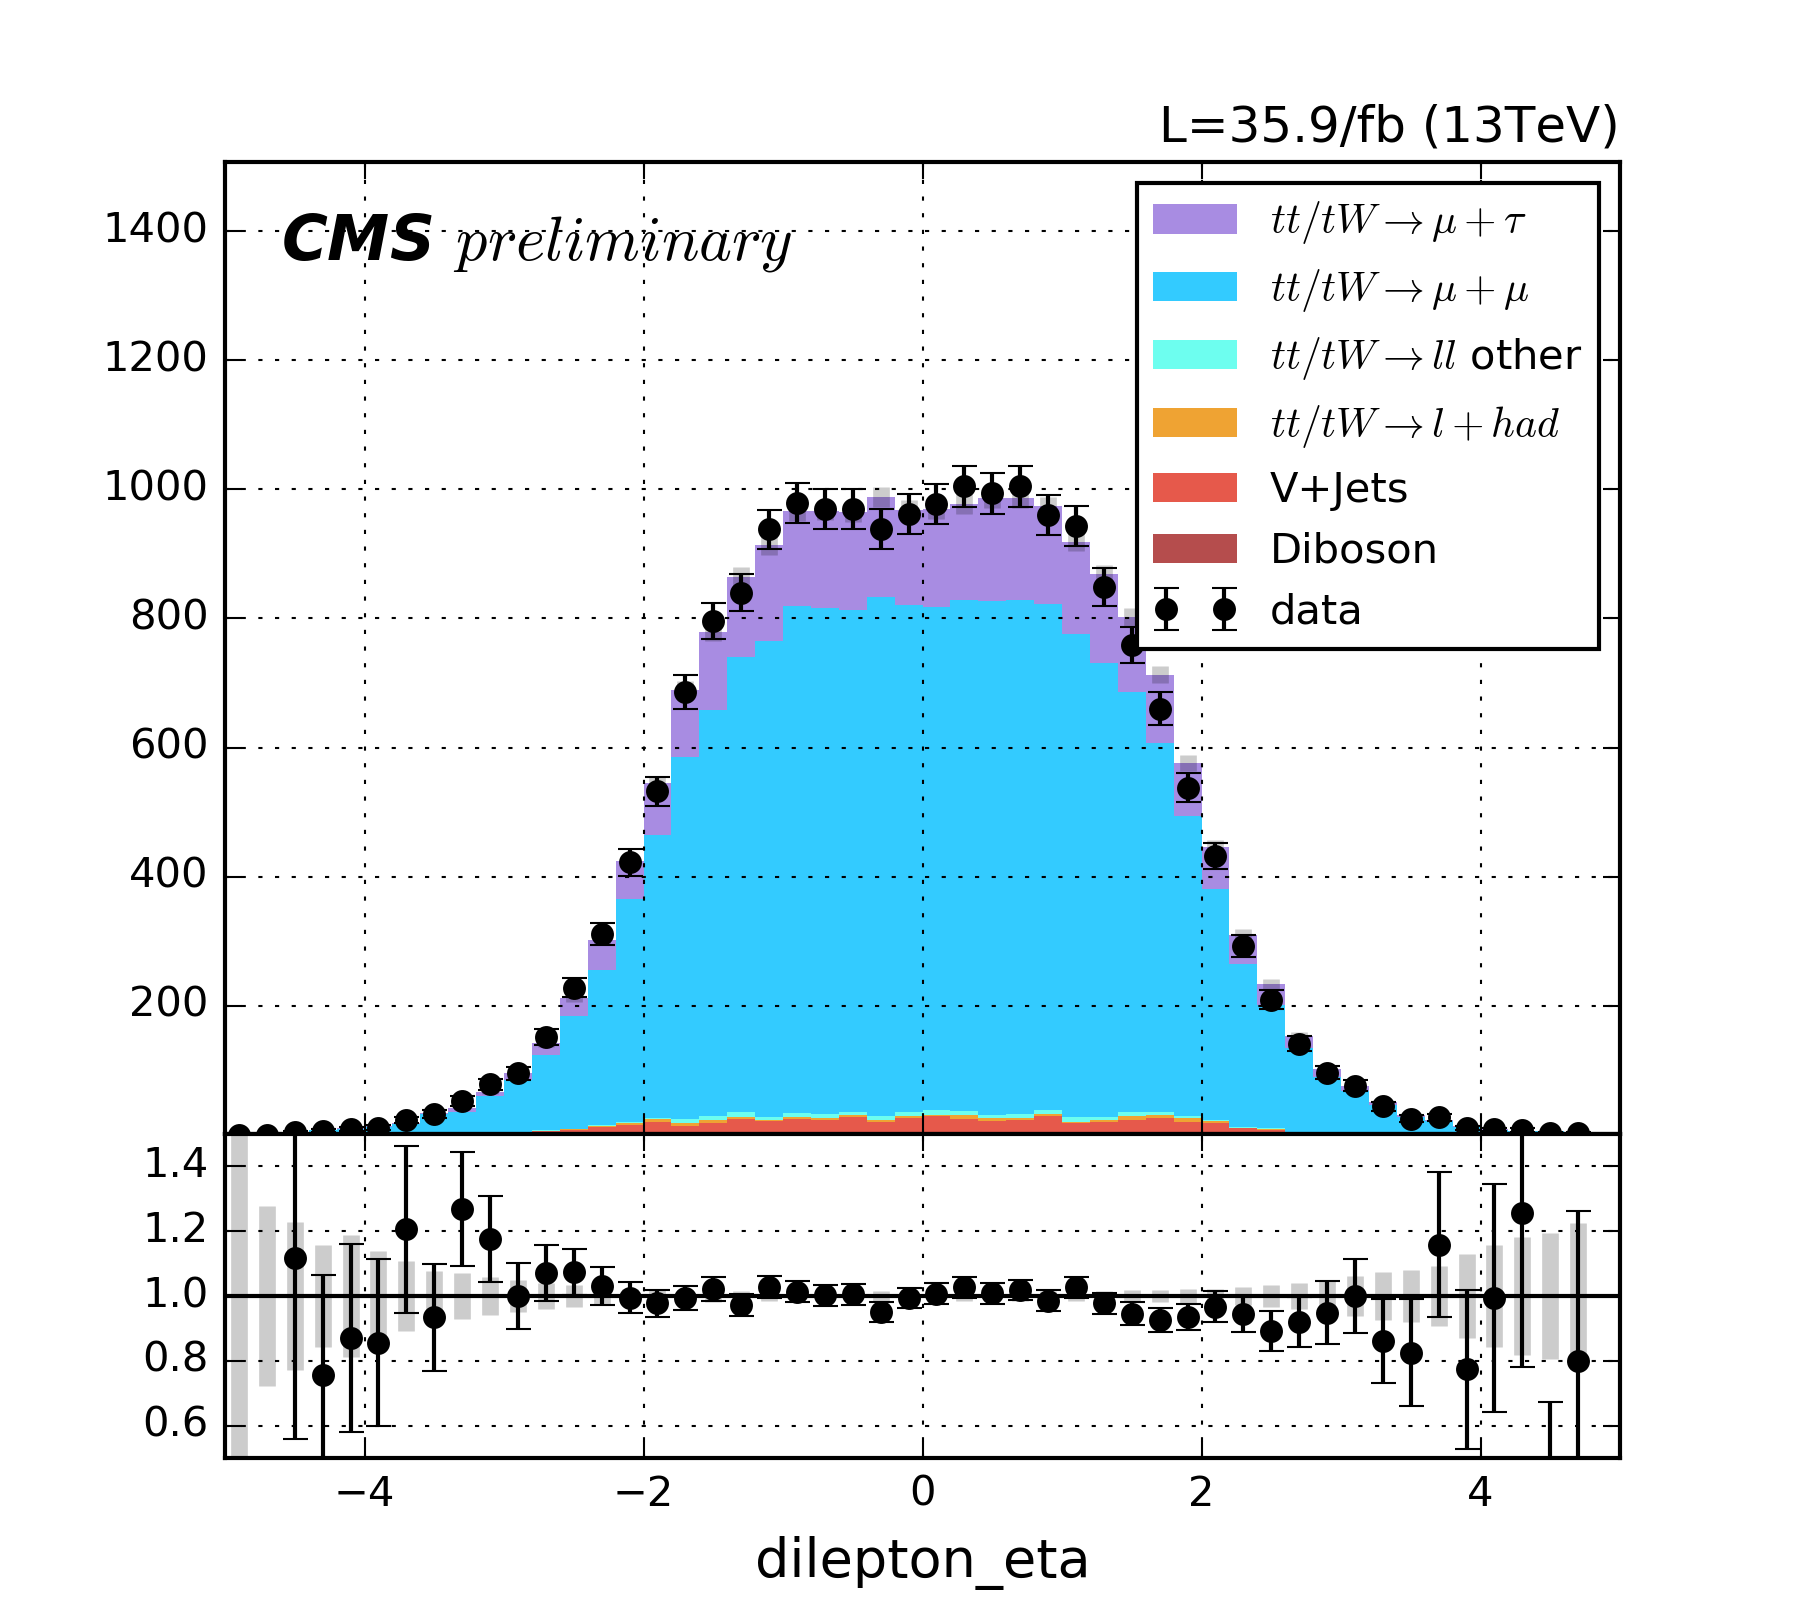 L=35.9/fb (13TeV)
CMS preliminary
tt/tW → μ + τ
tt/tW → μ + μ
tt/tW → ll other
tt/tW → l + had
V+Jets
Diboson
data
1400
1200
1000
800
600
400
200
1.4
1.2
1.0
0.8
0.6
−4 −2 0 2 4
dilepton_eta